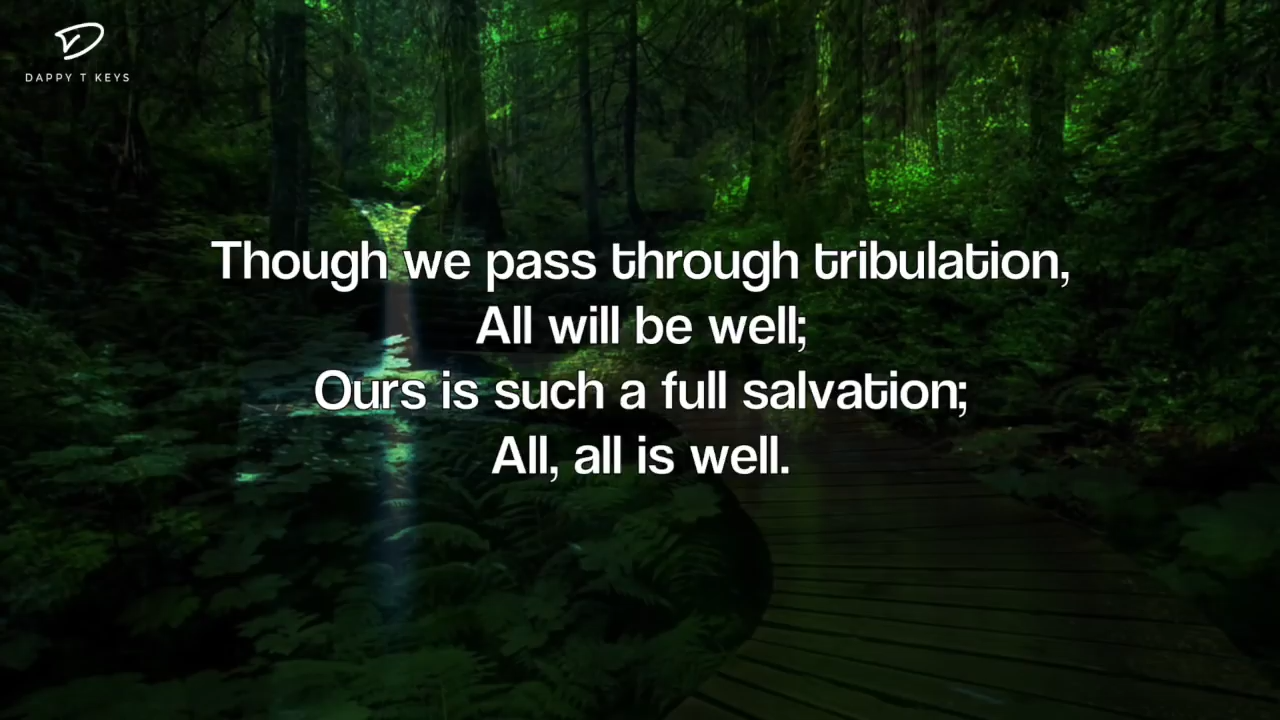 DAPPY T KEYS
Though we pass through tribulation,
All will be well;
Ours is such a full salvation;
All, all is well.